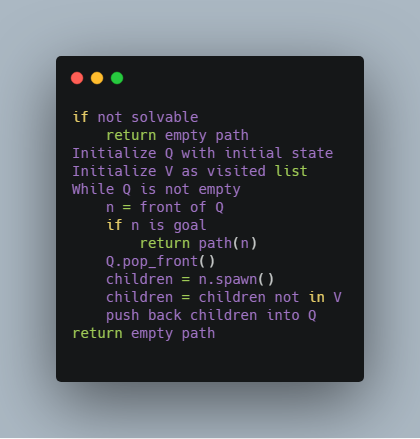 if not solvable
    return empty path
Initialize Q with initial state
Initialize V as visited list
While Q is not empty
    n = front of Q
    if n is goal
        return path(n)
    Q.pop_front()
    children = n.spawn()
    children = children not in V
    push back children into Q
return empty path